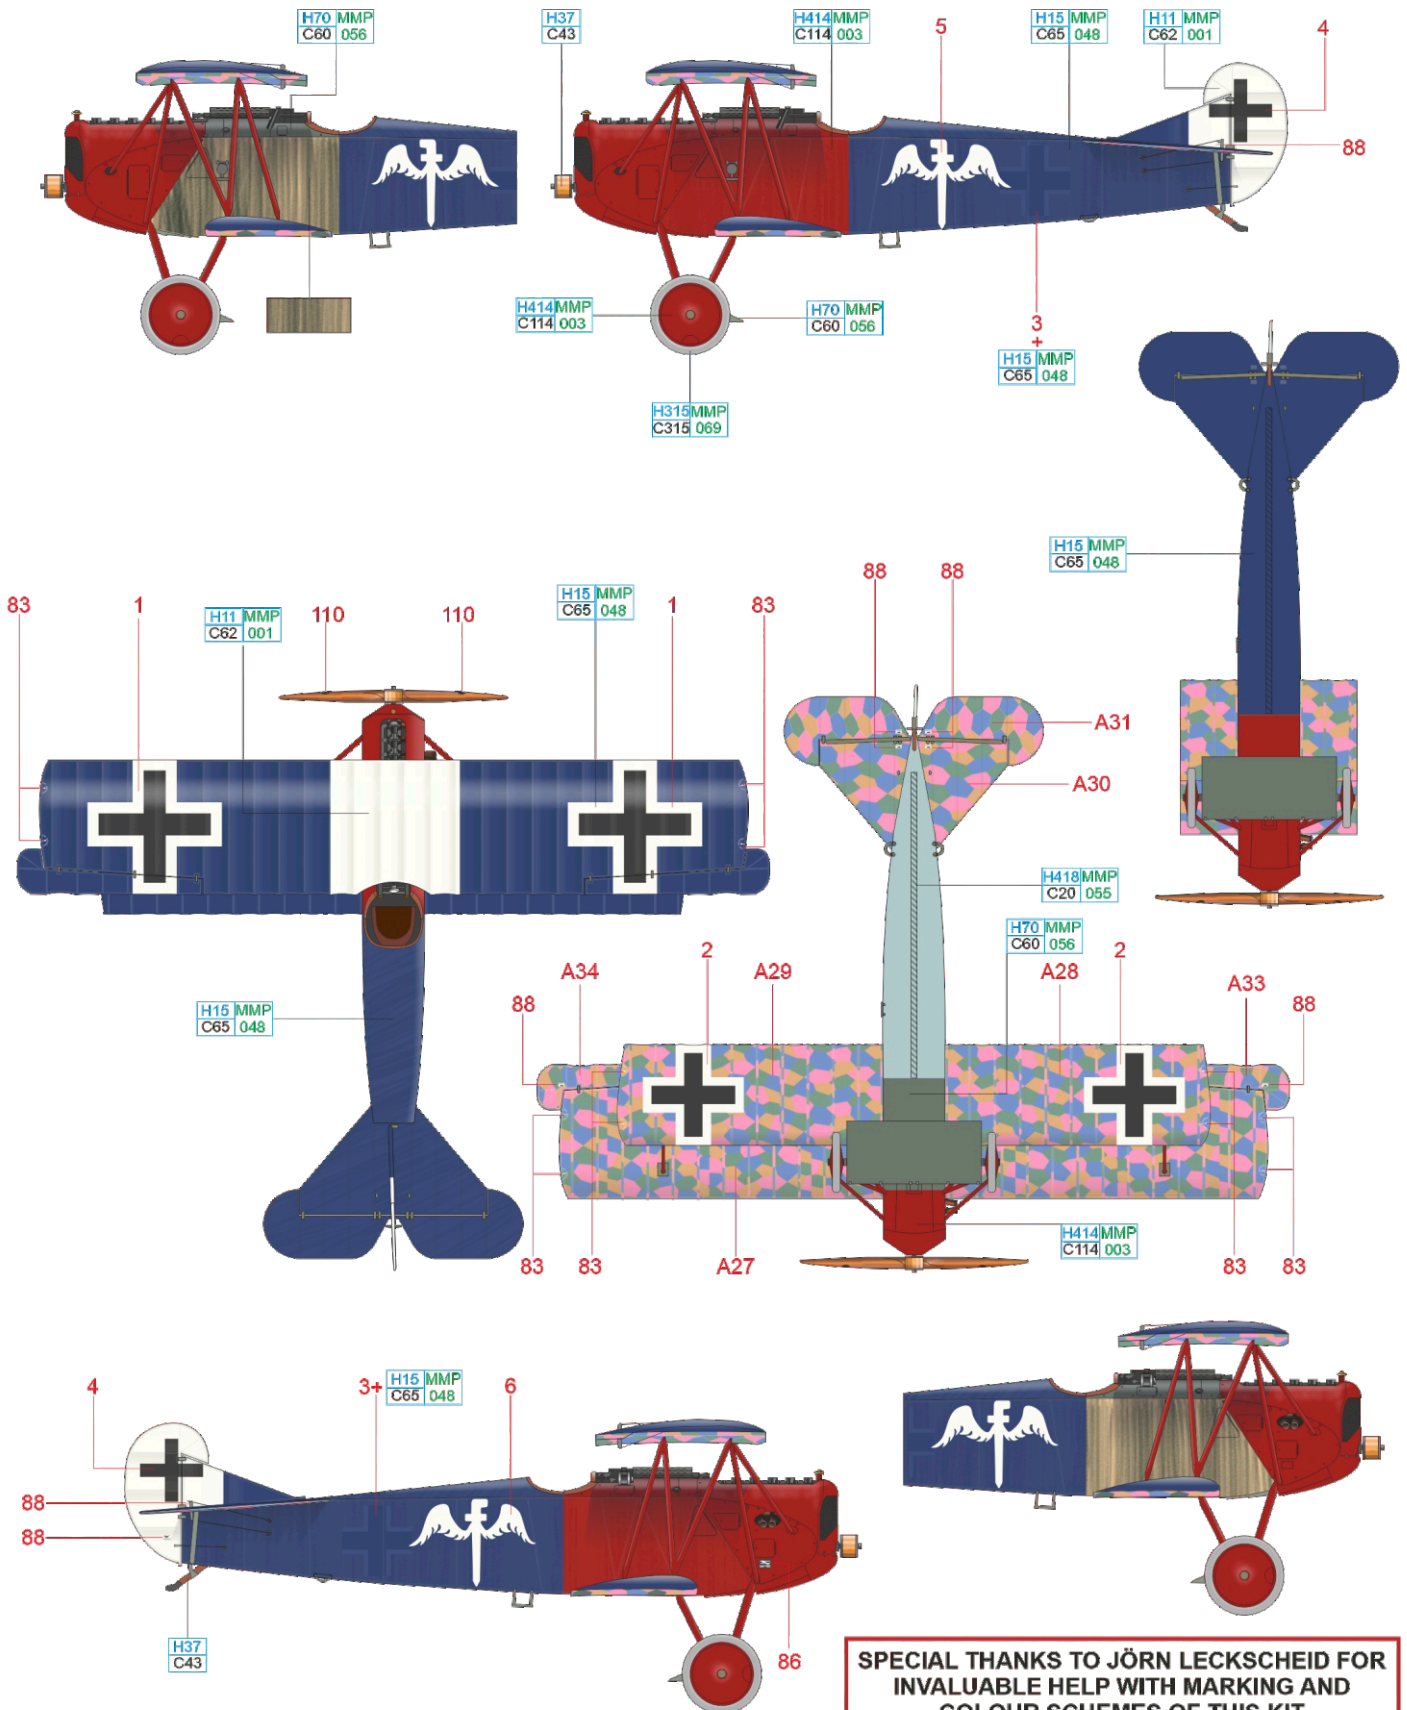 H70 MMP
C60 056
H37
C43
H414 MMP
C114 003
5
H15 MMP
C65 048
H11 MMP
C62 001
4
88
H414 MMP
C114 003
H70 MMP
C60 056
3
+
H15 MMP
C65 048
H315 MMP
C315 069
H15 MMP
C65 048
83
1
H11 MMP
C62 001
110
110
H15 MMP
C65 048
1
83
88
88
A31
A30
H418 MMP
C20 055
H70 MMP
C60 056
H15 MMP
C65 048
A34
88
2
A29
A28
2
A33
88
83
83
A27
H414 MMP
C114 003
83
83
4
3+
H15 MMP
C65 048
6
88
88
H37
C43
86
SPECIAL THANKS TO JÖRN LECKSCHEID FOR
INVALUABLE HELP WITH MARKING AND
COLOUR SCHEMES OF THIS KIT